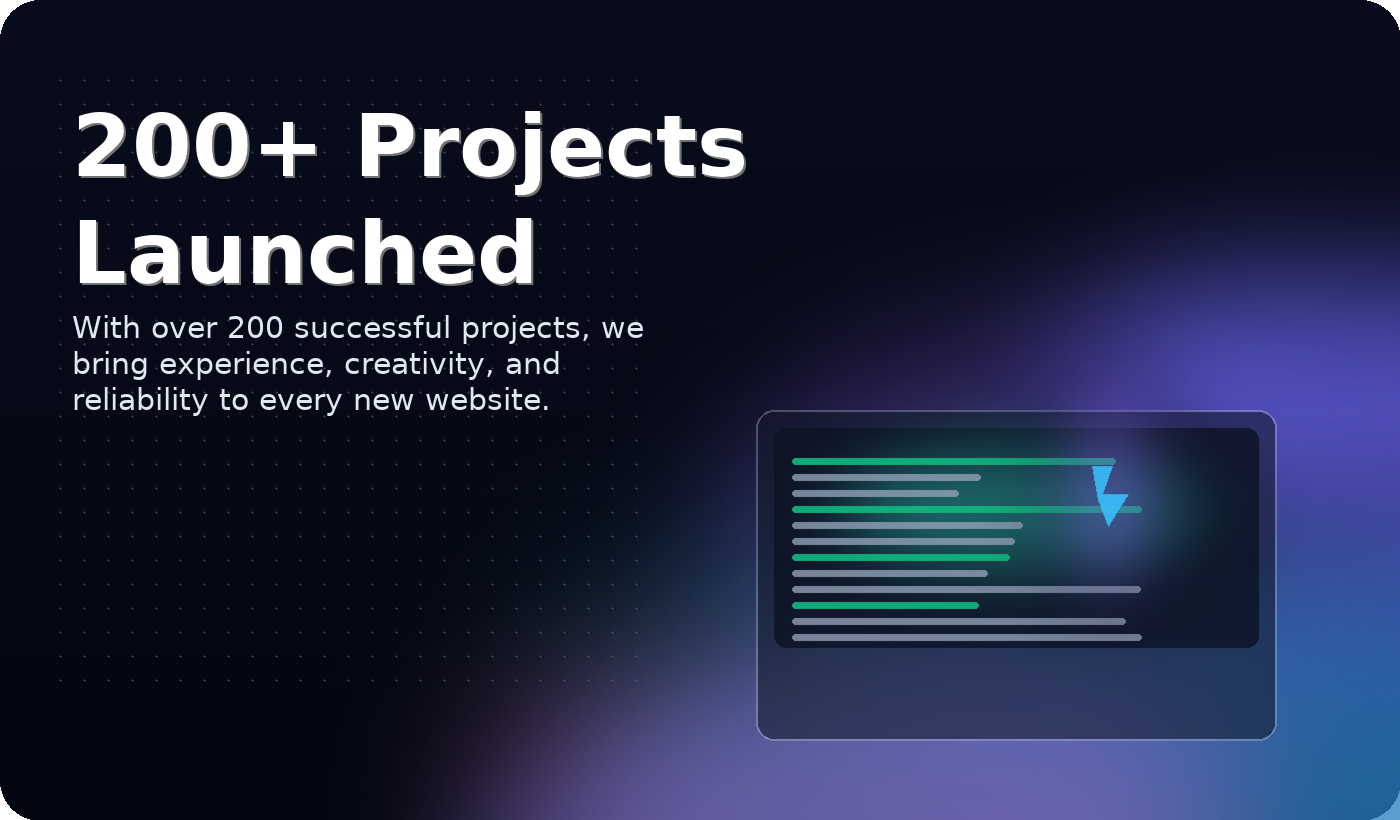 200+ Projects
Launched
With over 200 successful projects, we
bring experience, creativity, and
reliability to every new website.